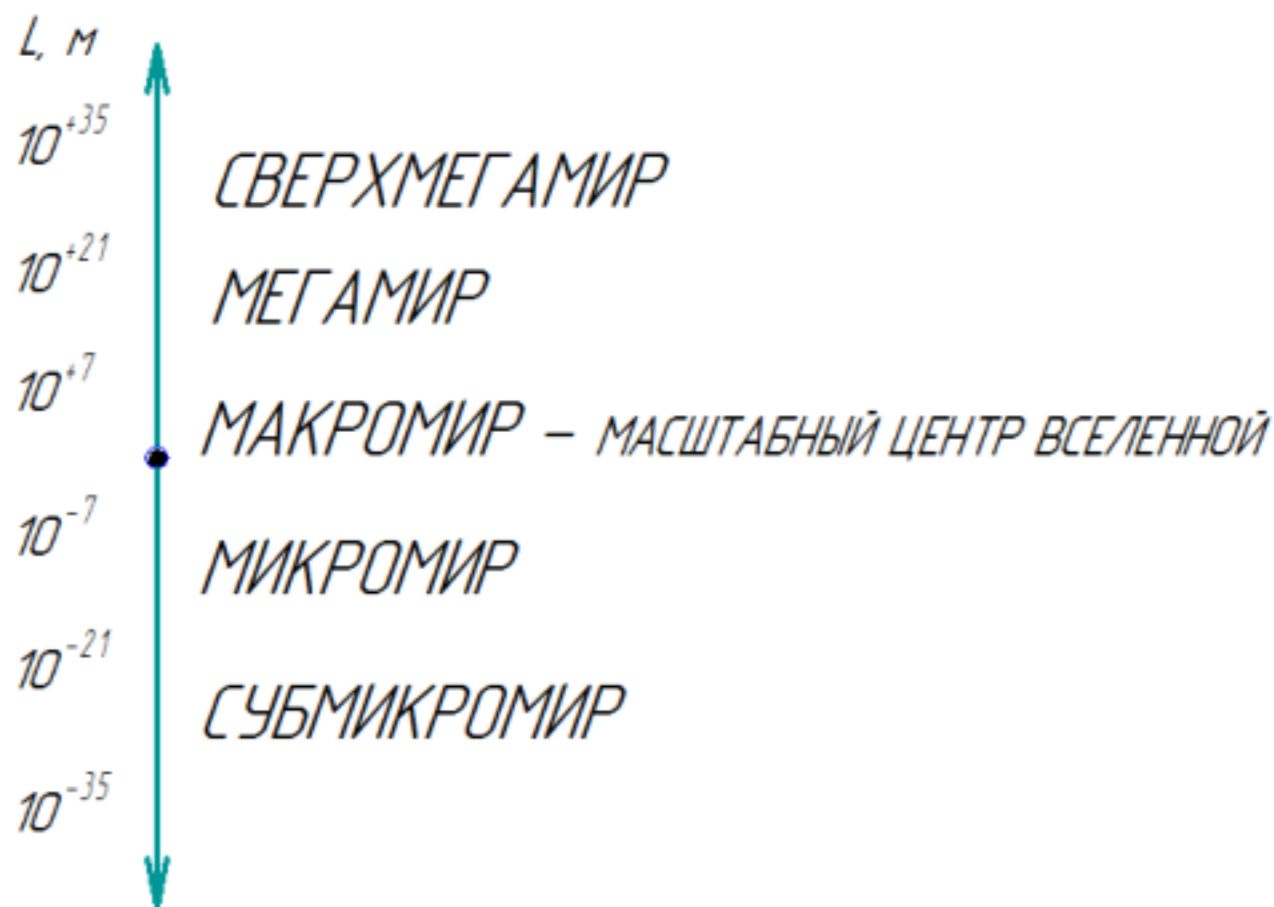 L, м
10⁺³⁵
СВЕРХМЕГАМИР
10⁺²¹
МЕГАМИР
10⁺⁷
МАКРОМИР – МАСШТАБНЫЙ ЦЕНТР ВСЕЛЕННОЙ
10⁻⁷
МИКРОМИР
10⁻²¹
СУБМИКРОМИР
10⁻³⁵